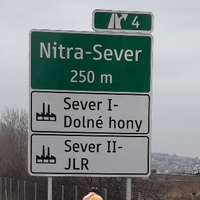 4
Nitra-Sever
250 m
Sever I-
Dolné hony
Sever II-
JLR